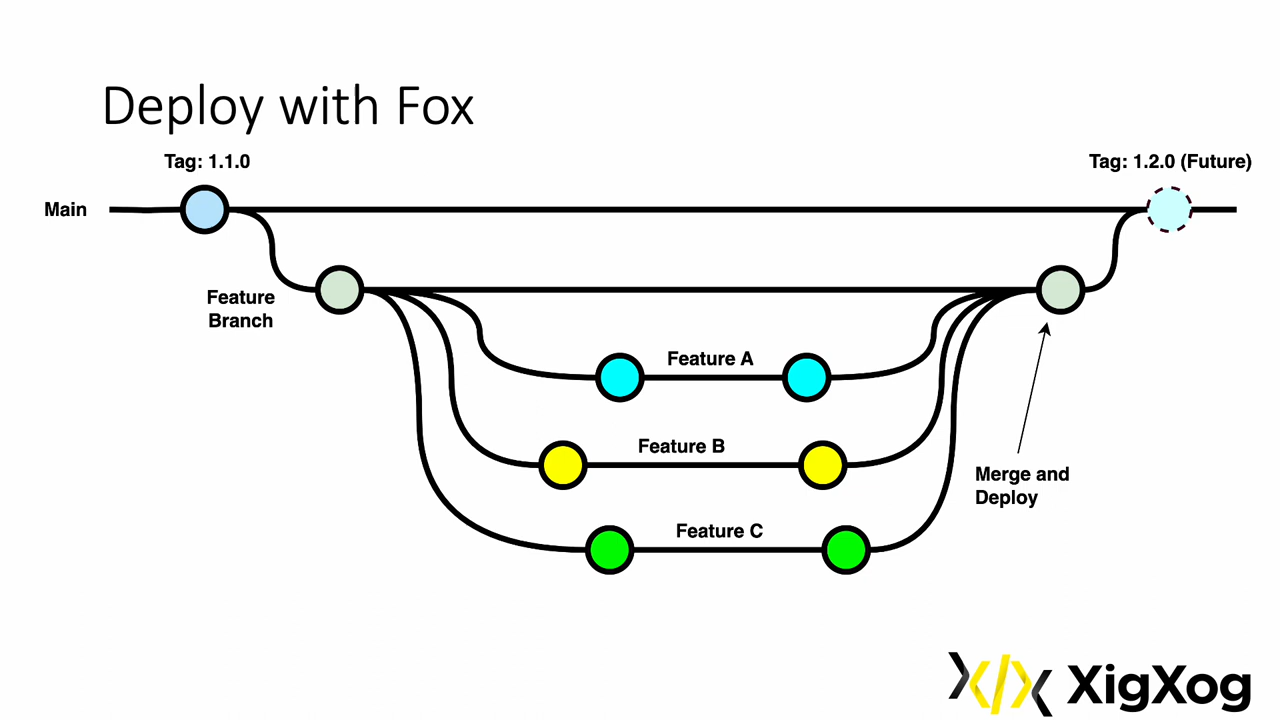 Deploy with Fox
Tag: 1.1.0
Tag: 1.2.0 (Future)
Main
Feature
Branch
Feature A
Feature B
Merge and
Deploy
Feature C
XigXog